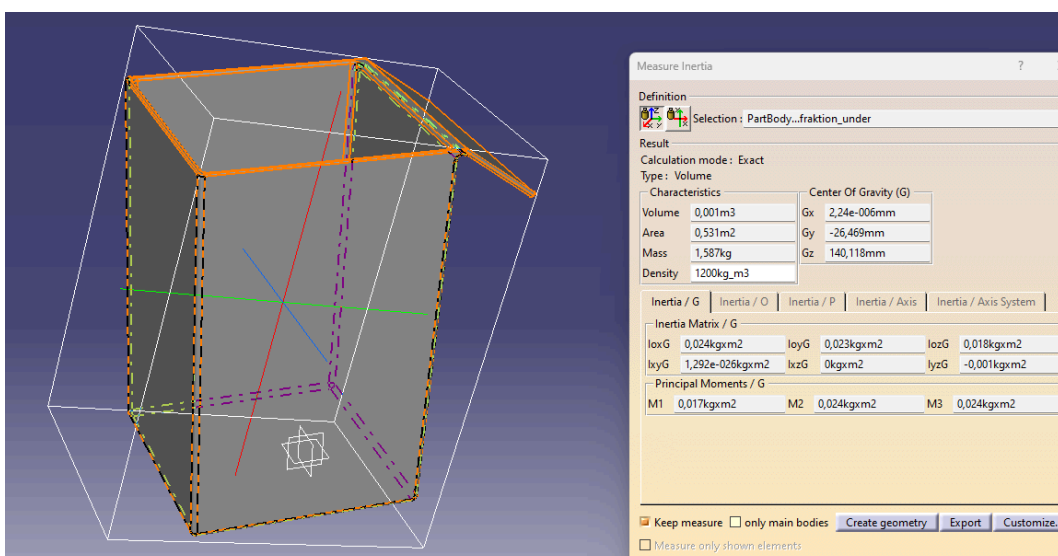 Measure Inertia ?
Definition
Selection : PartBody...fraktion_under
Result
Calculation mode : Exact
Type : Volume
Characteristics Center Of Gravity (G)
Volume 0,001m3 Gx 2,24e-006mm
Area 0,531m2 Gy -26,469mm
Mass 1,587kg Gz 140,118mm
Density 1200kg_m3
Inertia / G Inertia / O Inertia / P Inertia / Axis Inertia / Axis System
Inertia Matrix / G
IoxG 0,024kgxm2 IoyG 0,023kgxm2 IozG 0,018kgxm2
IxyG 1,292e-026kgxm2 IxzG 0kgxm2 IyzG -0,001kgxm2
Principal Moments / G
M1 0,017kgxm2 M2 0,024kgxm2 M3 0,024kgxm2
Keep measure only main bodies Create geometry Export Customize.
Measure only shown elements